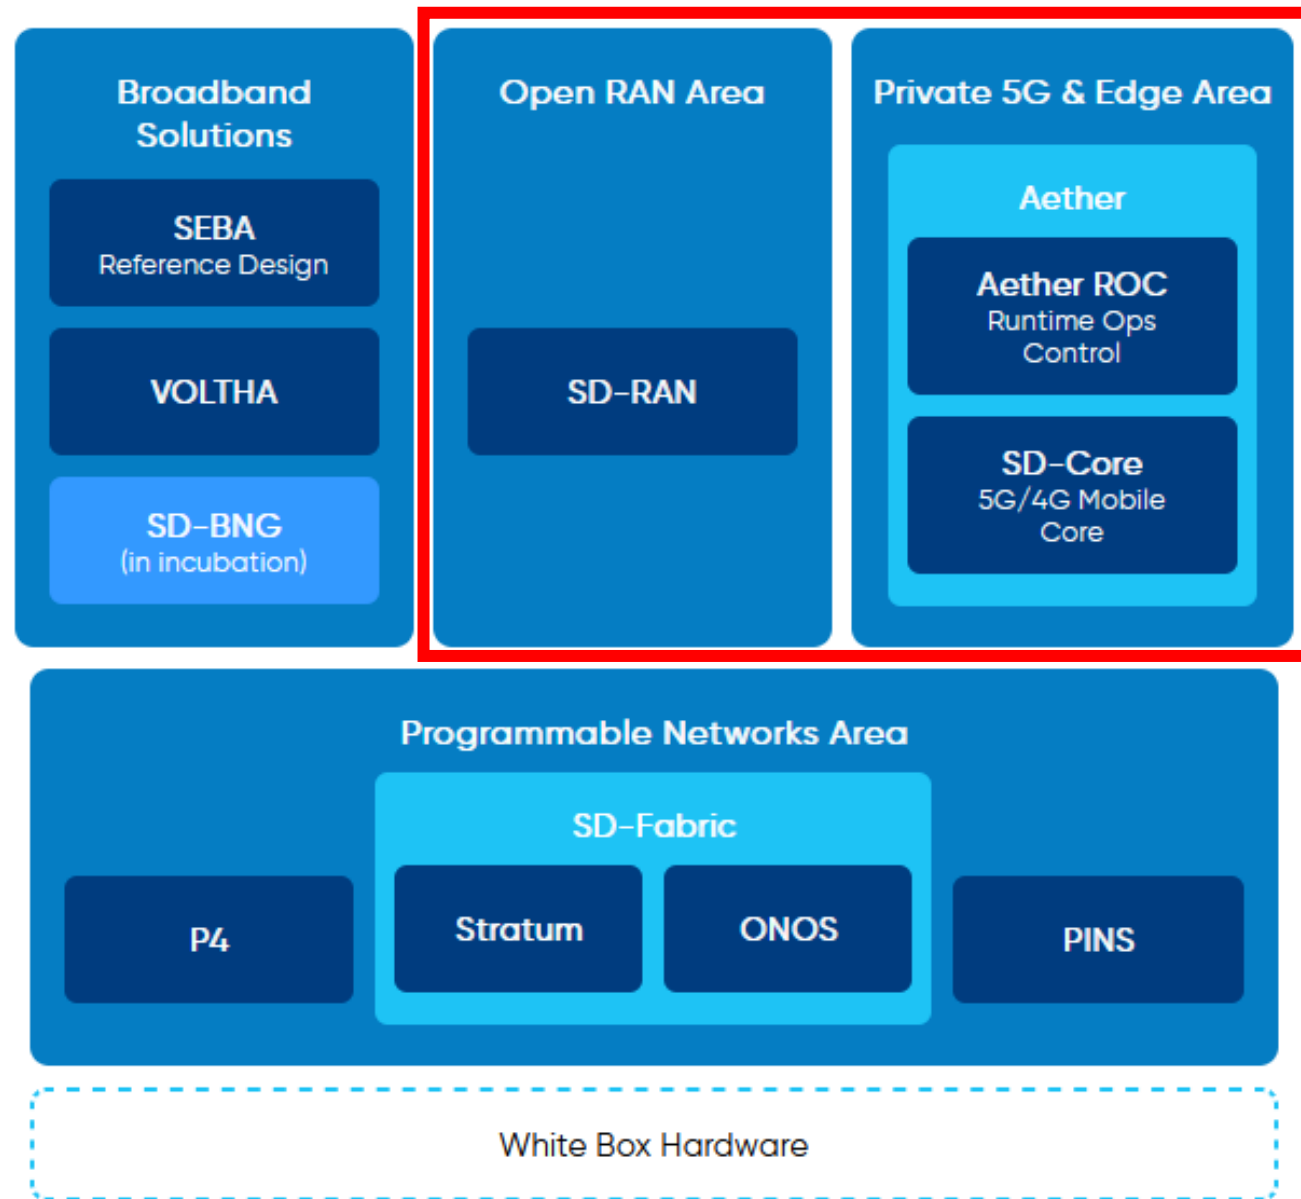 Broadband
Solutions
SEBA
Reference Design
VOLTHA
SD-BNG
(in incubation)
Open RAN Area
SD-RAN
Private 5G & Edge Area
Aether
Aether ROC
Runtime Ops
Control
SD-Core
5G/4G Mobile
Core
Programmable Networks Area
SD-Fabric
P4
Stratum
ONOS
PINS
White Box Hardware